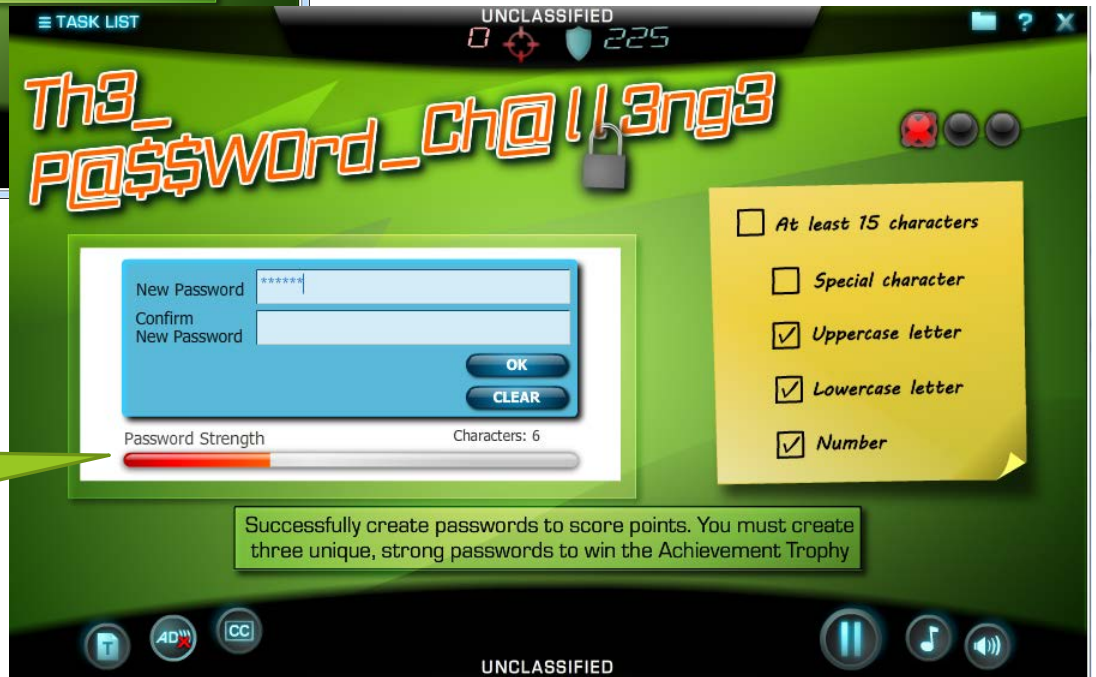 ≡ TASK LIST
UNCLASSIFIED
0 225
? X
Th3_
P@$$W0rd_Ch@ll3ng3
At least 15 characters
Special character
Uppercase letter
Lowercase letter
Number
New Password ******
Confirm
New Password
OK
CLEAR
Password Strength Characters: 6
Successfully create passwords to score points. You must create
three unique, strong passwords to win the Achievement Trophy
T AD CC
UNCLASSIFIED